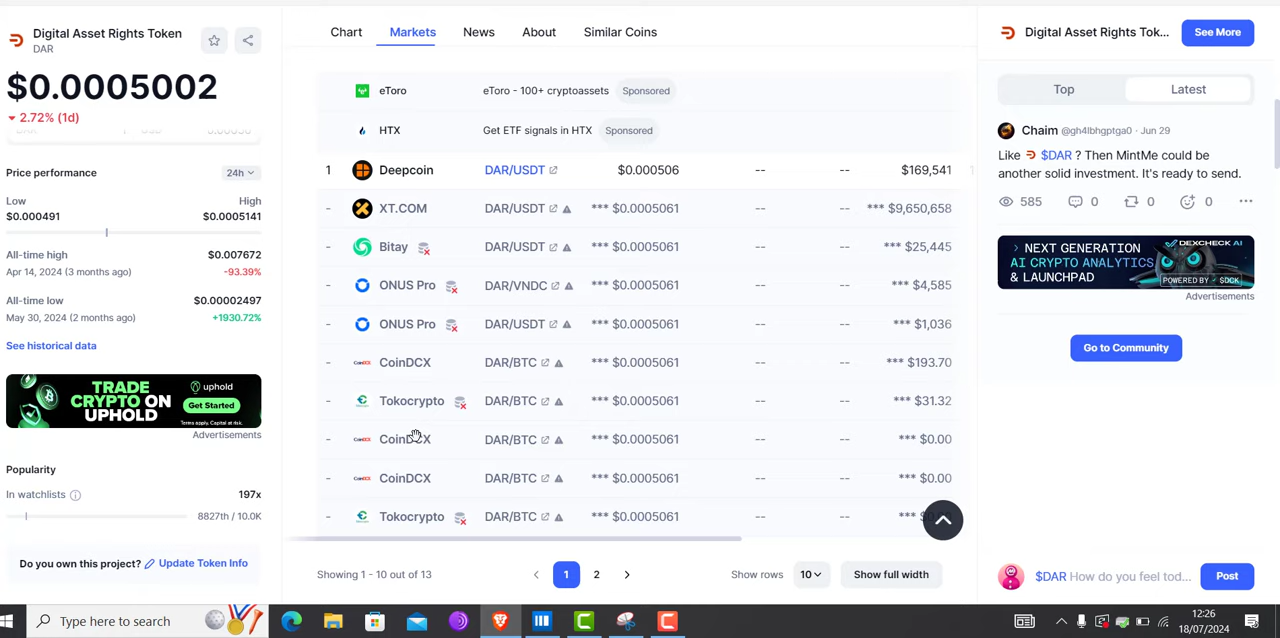 Digital Asset Rights Token
DAR
$0.0005002
2.72% (1d)
Price performance
24h
Low
High
$0.000491
$0.0005141
All-time high
$0.007672
Apr 14, 2024 (3 months ago)
-93.39%
All-time low
$0.00002497
May 30, 2024 (2 months ago)
+1930.72%
See historical data
TRADE
CRYPTO ON
UPHOLD
uphold
Get Started
Terms apply. Capital at risk.
Advertisements
Popularity
In watchlists
197x
8827th / 10.0K
Do you own this project? Update Token Info
Chart Markets News About Similar Coins
eToro eToro - 100+ cryptoassets Sponsored
HTX Get ETF signals in HTX Sponsored
1 Deepcoin DAR/USDT $0.000506 -- -- $169,541
- XT.COM DAR/USDT *** $0.0005061 -- -- *** $9,650,658
- Bitay DAR/USDT *** $0.0005061 -- -- *** $25,445
- ONUS Pro DAR/VNDC *** $0.0005061 -- -- *** $4,585
- ONUS Pro DAR/USDT *** $0.0005061 -- -- *** $1,036
- CoinDCX DAR/BTC *** $0.0005061 -- -- *** $193.70
- Tokocrypto DAR/BTC *** $0.0005061 -- -- *** $31.32
- CoinDCX DAR/BTC *** $0.0005061 -- -- *** $0.00
- CoinDCX DAR/BTC *** $0.0005061 -- -- *** $0.00
- Tokocrypto DAR/BTC *** $0.0005061 -- -- ***
Showing 1 - 10 out of 13
1 2
Show rows 10 Show full width
Digital Asset Rights Tok...
See More
Top Latest
Chaim @gh4lbhgptga0 · Jun 29
Like $DAR ? Then MintMe could be
another solid investment. It's ready to send.
585 0 0 0 ...
> NEXT GENERATION
AI CRYPTO ANALYTICS
& LAUNCHPAD
DEXCHECK AI
POWERED BY - $DCK
Advertisements
Go to Community
$DAR How do you feel tod...
Post
Type here to search
12:26
18/07/2024